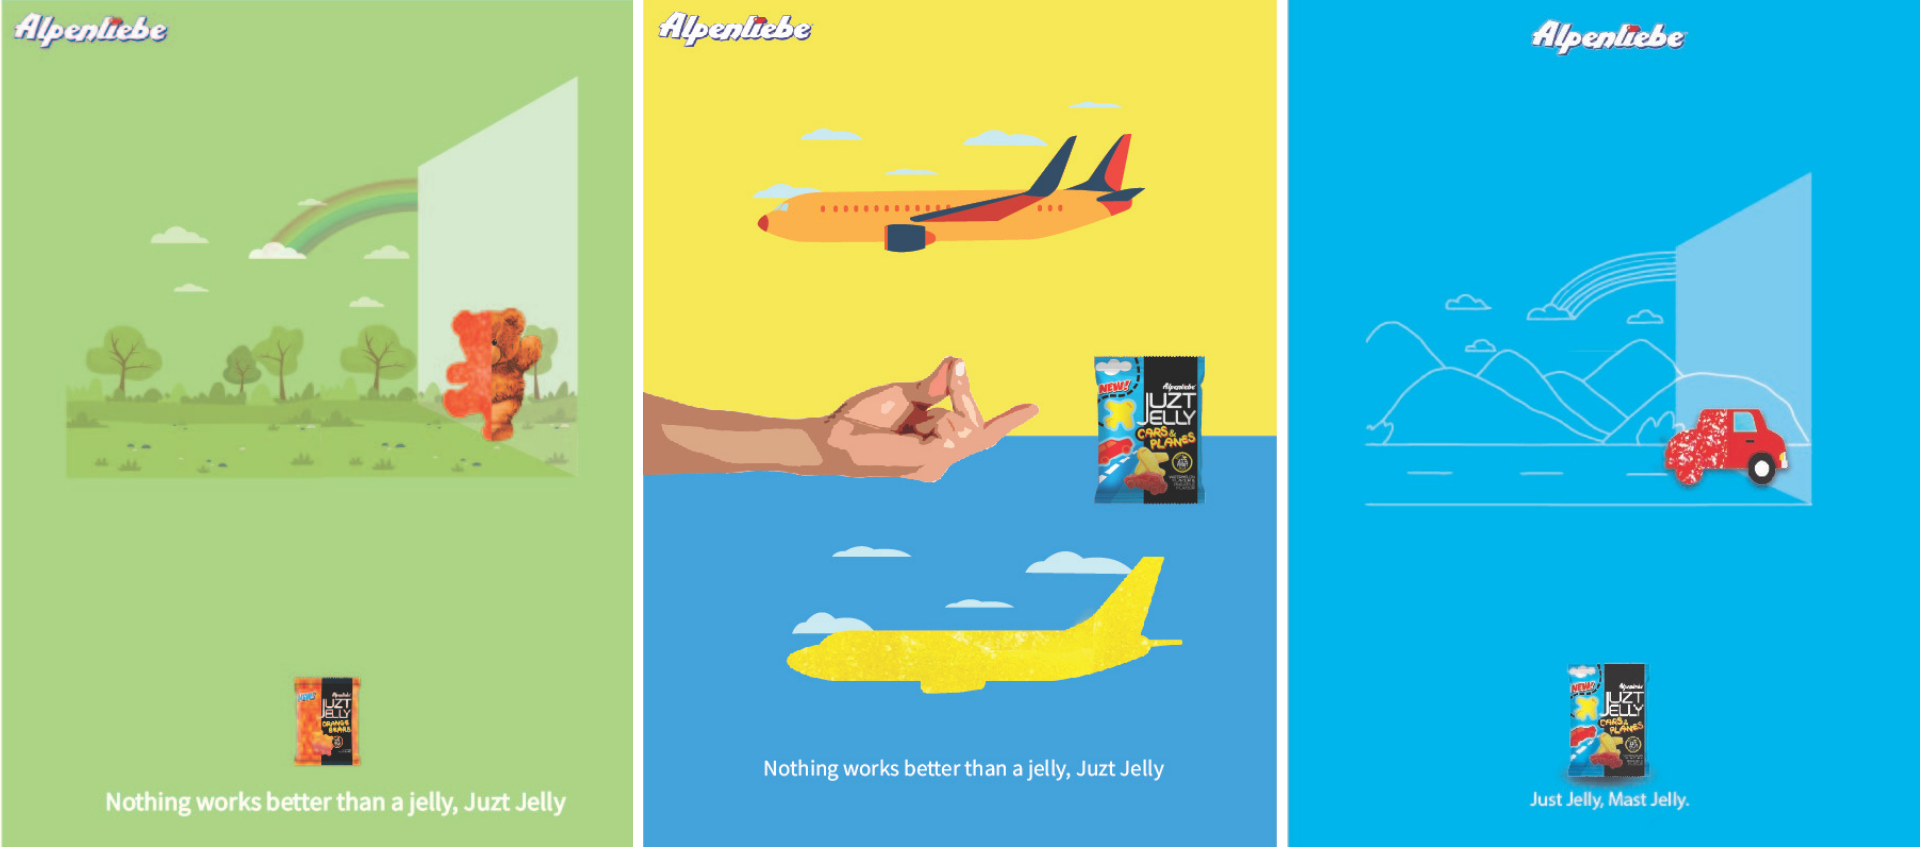 Alpenliebe
NEW!
Alpenliebe
JUZT
JELLY
ORANGE
BEARS
Nothing works better than a jelly, Juzt Jelly
Alpenliebe
NEW!
Alpenliebe
JUZT
JELLY
CARS &
PLANES
Nothing works better than a jelly, Juzt Jelly
Alpenliebe
NEW!
Alpenliebe
JUZT
JELLY
CARS &
PLANES
Just Jelly, Mast Jelly.